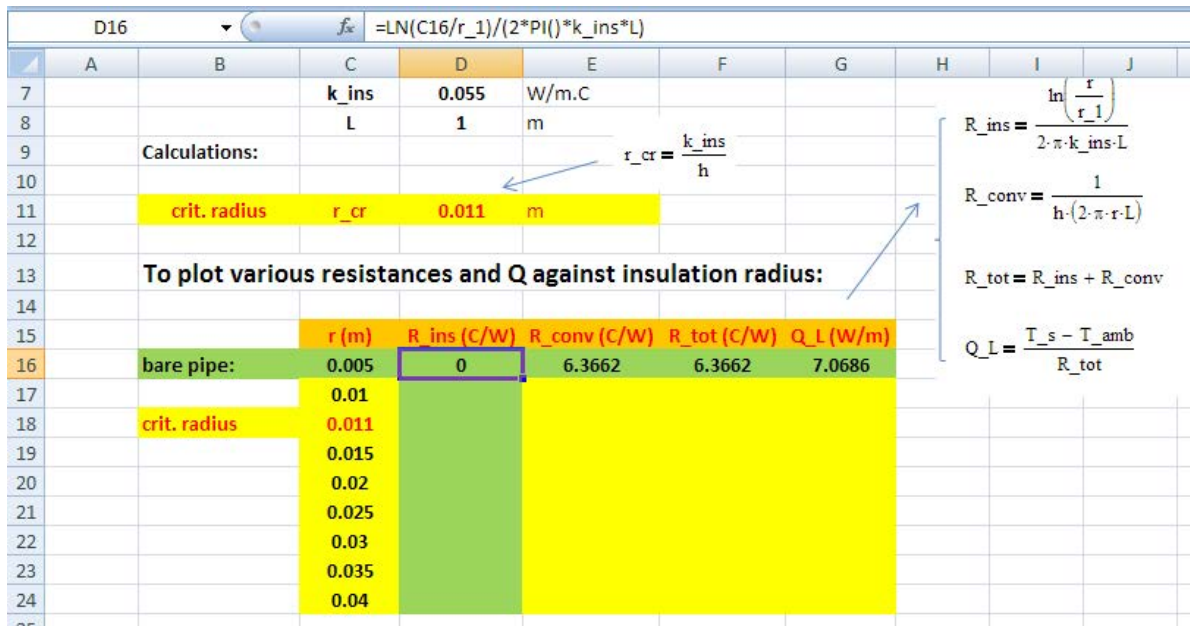 D16 fx =LN(C16/r_1)/(2*PI()*k_ins*L)
A B C D E F G H I J
7 k_ins 0.055 W/m.C
8 L 1 m
9 Calculations:
r_cr = k_ins / h
10
11 crit. radius r_cr 0.011 m
12
13 To plot various resistances and Q against insulation radius:
14
15 r (m) R_ins (C/W) R_conv (C/W) R_tot (C/W) Q_L (W/m)
16 bare pipe: 0.005 0 6.3662 6.3662 7.0686
17 0.01
18 crit. radius 0.011
19 0.015
20 0.02
21 0.025
22 0.03
23 0.035
24 0.04
R_ins = ln(r / r_1) / 2·π·k_ins·L
R_conv = 1 / h·(2·π·r·L)
R_tot = R_ins + R_conv
Q_L = T_s − T_amb / R_tot